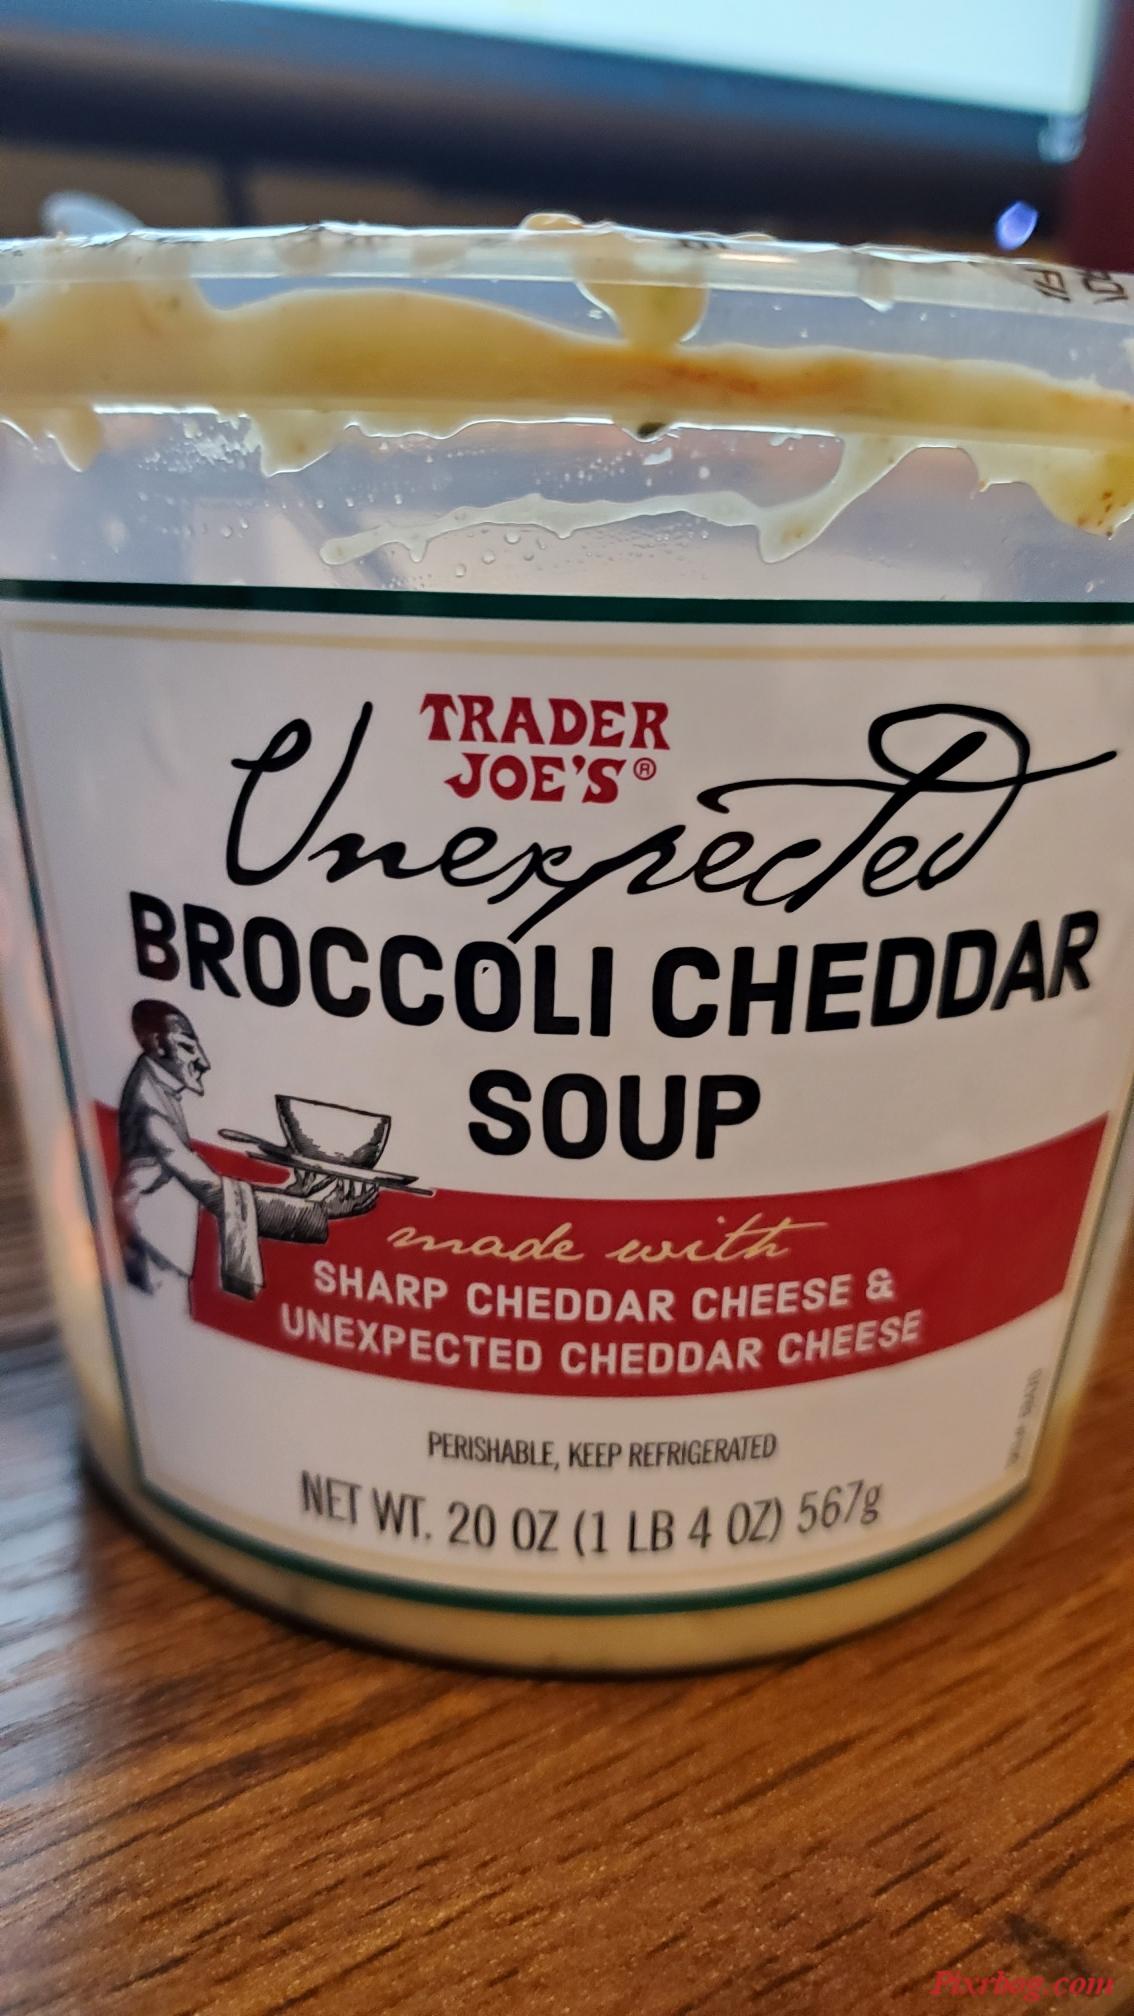 TRADER
JOE'S®
Unexpected
BROCCOLI CHEDDAR
SOUP
made with
SHARP CHEDDAR CHEESE &
UNEXPECTED CHEDDAR CHEESE
PERISHABLE, KEEP REFRIGERATED
NET WT. 20 OZ (1 LB 4 OZ) 567g
Pixrbog.com